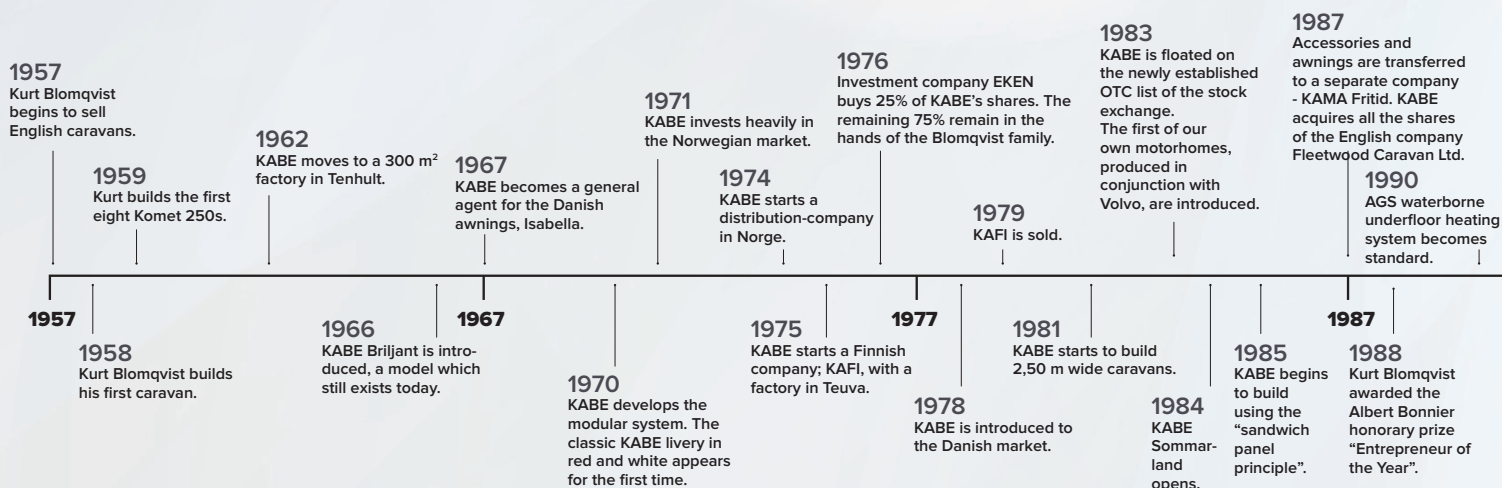 1957
Kurt Blomqvist
begins to sell
English caravans.
1959
Kurt builds the first
eight Komet 250s.
1962
KABE moves to a 300 m²
factory in Tenhult.
1967
KABE becomes a general
agent for the Danish
awnings, Isabella.
1971
KABE invests heavily in
the Norwegian market.
1974
KABE starts a
distribution-company
in Norge.
1976
Investment company EKEN
buys 25% of KABE’s shares. The
remaining 75% remain in the
hands of the Blomqvist family.
1979
KAFI is sold.
1983
KABE is floated on
the newly established
OTC list of the stock
exchange.
The first of our
own motorhomes,
produced in
conjunction with
Volvo, are introduced.
1987
Accessories and
awnings are transferred
to a separate company
- KAMA Fritid. KABE
acquires all the shares
of the English company
Fleetwood Caravan Ltd.
1990
AGS waterborne
underfloor heating
system becomes
standard.
1957
1967
1977
1987
1958
Kurt Blomqvist builds
his first caravan.
1966
KABE Briljant is intro-
duced, a model which
still exists today.
1970
KABE develops the
modular system. The
classic KABE livery in
red and white appears
for the first time.
1975
KABE starts a Finnish
company; KAFI, with a
factory in Teuva.
1978
KABE is introduced to
the Danish market.
1981
KABE starts to build
2,50 m wide caravans.
1984
KABE
Sommar-
land
opens.
1985
KABE begins
to build
using the
“sandwich
panel
principle”.
1988
Kurt Blomqvist
awarded the
Albert Bonnier
honorary prize
“Entrepreneur of
the Year”.